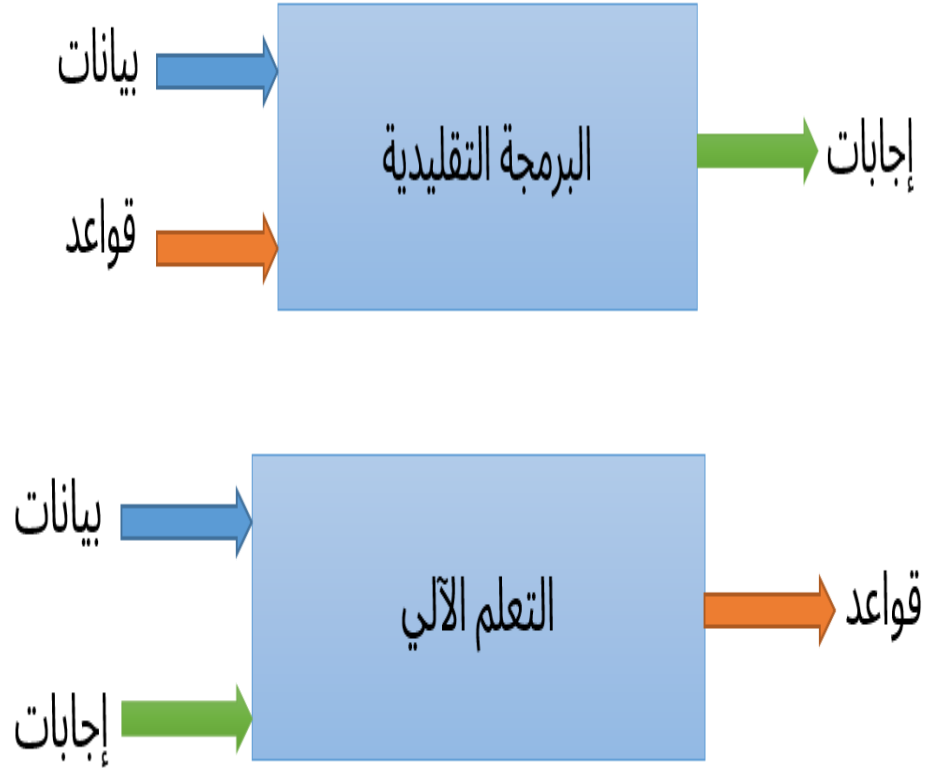 بيانات
قواعد
البرمجة التقليدية
إجابات
بيانات
إجابات
التعلم الآلي
قواعد